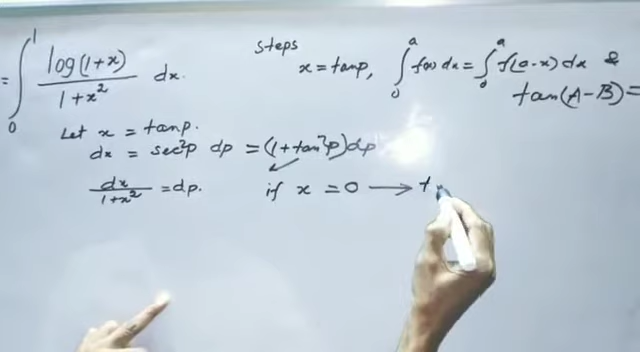 = ∫₀¹ log(1+x) / 1+x² dx.
Steps
x = tanp, ∫₀ᵃ f(x) dx = ∫₀ᵃ f(a-x) dx &
tan(A-B) =
Let x = tanp.
dx = sec²p dp = (1+tan²p)dp
dx / 1+x² = dp. if x = 0 → t